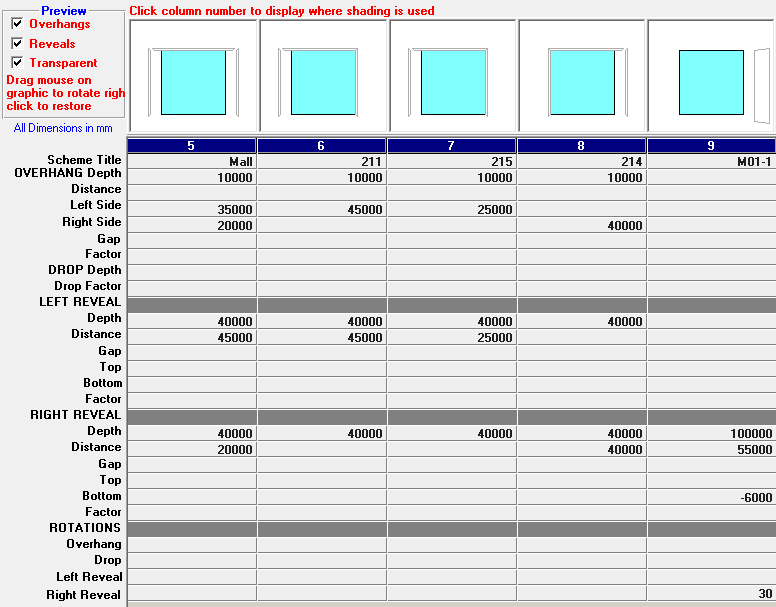 Preview
Overhangs
Reveals
Transparent
Drag mouse on
graphic to rotate righ
click to restore
All Dimensions in mm
Click column number to display where shading is used
5 6 7 8 9
Scheme Title Mall 211 215 214 M01-1
OVERHANG Depth 10000 10000 10000 10000
Distance
Left Side 35000 45000 25000
Right Side 20000 40000
Gap
Factor
DROP Depth
Drop Factor
LEFT REVEAL
Depth 40000 40000 40000 40000
Distance 45000 45000 25000
Gap
Top
Bottom
Factor
RIGHT REVEAL
Depth 40000 40000 40000 40000 100000
Distance 20000 40000 55000
Gap
Top
Bottom -6000
Factor
ROTATIONS
Overhang
Drop
Left Reveal
Right Reveal 30